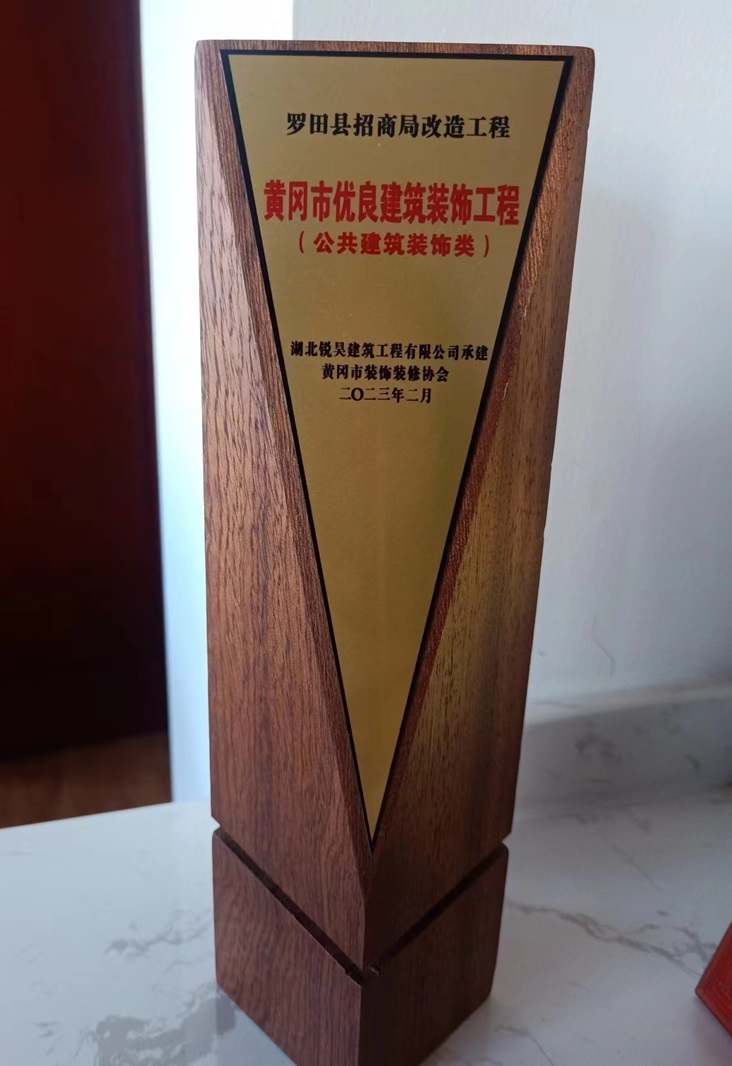 罗田县招商局改造工程
黄冈市优良建筑装饰工程
（公共建筑装饰类）
湖北锐昊建筑工程有限公司承建
黄冈市装饰装修协会
二〇二三年二月